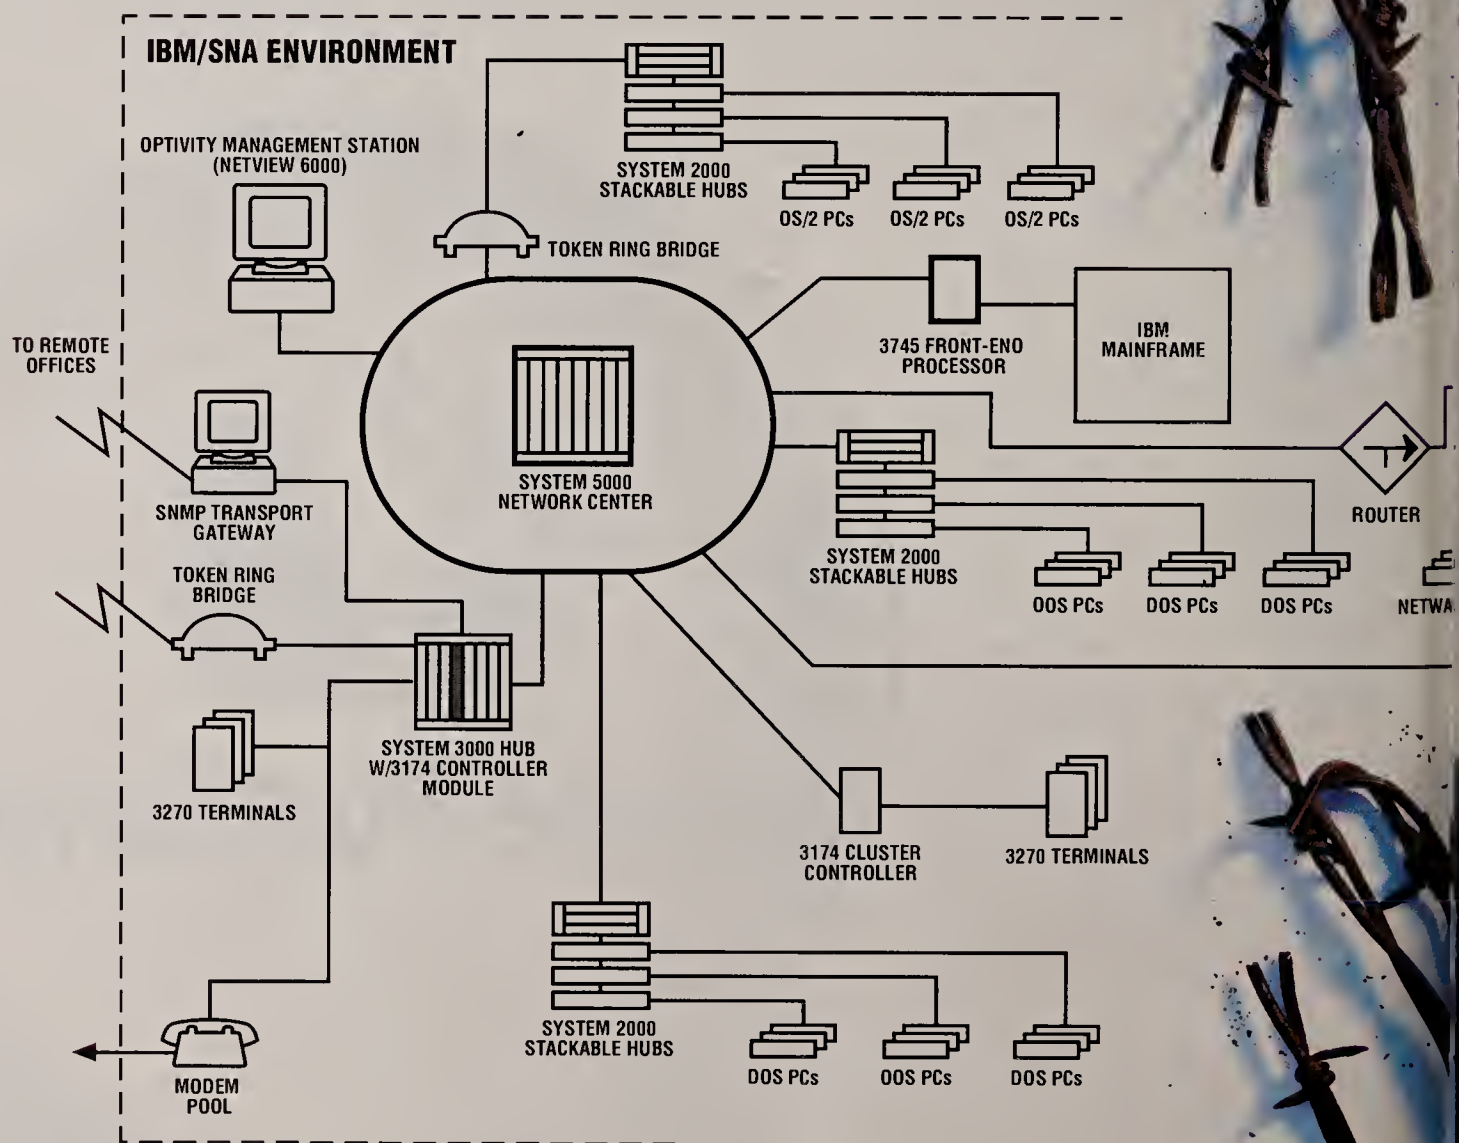 IBM/SNA ENVIRONMENT
OPTIVITY MANAGEMENT STATION
(NETVIEW 6000)
SYSTEM 2000
STACKABLE HUBS
OS/2 PCs
OS/2 PCs
OS/2 PCs
TOKEN RING BRIDGE
TO REMOTE
OFFICES
3745 FRONT-ENO
PROCESSOR
IBM
MAINFRAME
SYSTEM 5000
NETWORK CENTER
SNMP TRANSPORT
GATEWAY
ROUTER
SYSTEM 2000
STACKABLE HUBS
OOS PCs
DOS PCs
DOS PCs
NETWA
TOKEN RING
BRIDGE
SYSTEM 3000 HUB
W/3174 CONTROLLER
MODULE
3270 TERMINALS
3174 CLUSTER
CONTROLLER
3270 TERMINALS
SYSTEM 2000
STACKABLE HUBS
DOS PCs
OOS PCs
DOS PCs
MODEM
POOL